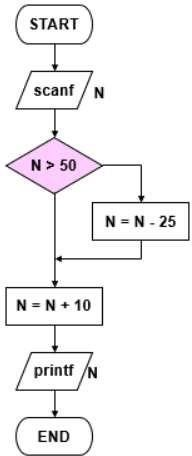 START
scanf N
N > 50
N = N - 25
N = N + 10
printf N
END